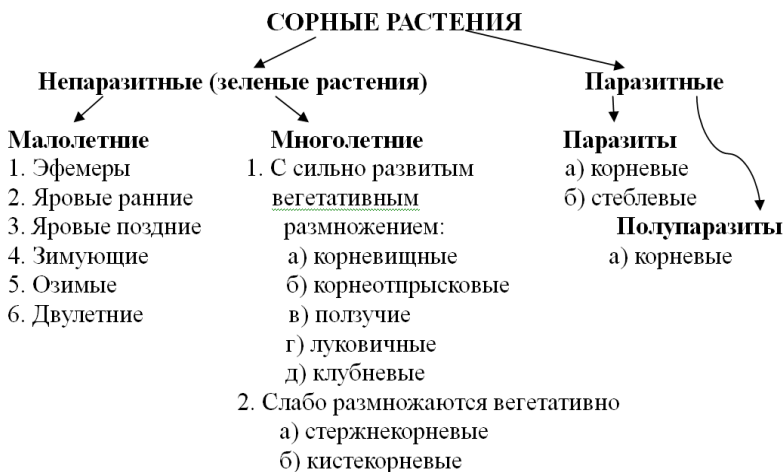 СОРНЫЕ РАСТЕНИЯ
Непаразитные (зеленые растения)
Паразитные
Малолетние
1. Эфемеры
2. Яровые ранние
3. Яровые поздние
4. Зимующие
5. Озимые
6. Двулетние
Многолетние
1. С сильно развитым
вегетативным
размножением:
а) корневищные
б) корнеотпрысковые
в) ползучие
г) луковичные
д) клубневые
2. Слабо размножаются вегетативно
а) стержнекорневые
б) кистекорневые
Паразиты
а) корневые
б) стеблевые
Полупаразиты
а) корневые